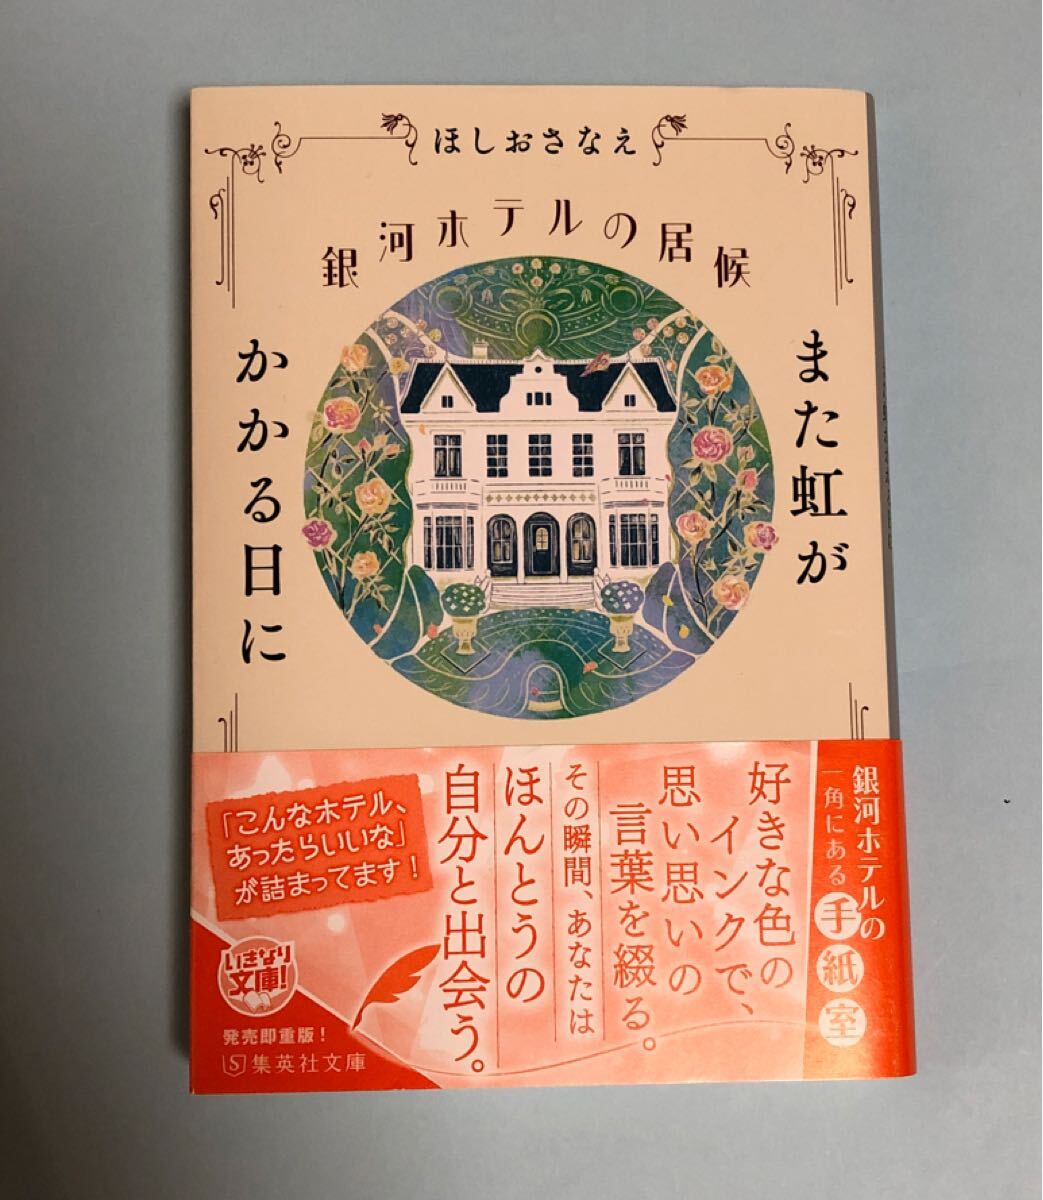 ほしおさなえ
銀河ホテルの居候
また虹が
かかる日に
銀河ホテルの
一角にある
手紙室
好きな色の
インクで、
思い思いの
言葉を綴る。
その瞬間、あなたは
ほんとうの
自分と出会う。
「こんなホテル、
あったらいいな」
が詰まってます!
いきなり
文庫!
発売即重版!
S集英社文庫